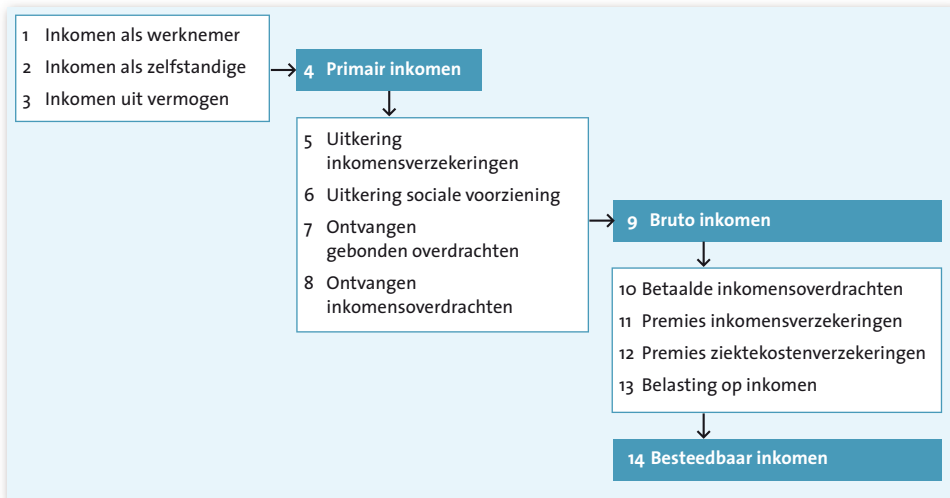 1 Inkomen als werknemer
2 Inkomen als zelfstandige
3 Inkomen uit vermogen
4 Primair inkomen
5 Uitkering
inkomensverzekeringen
6 Uitkering sociale voorziening
7 Ontvangen
gebonden overdrachten
8 Ontvangen
inkomensoverdrachten
9 Bruto inkomen
10 Betaalde inkomensoverdrachten
11 Premies inkomensverzekeringen
12 Premies ziektekostenverzekeringen
13 Belasting op inkomen
14 Besteedbaar inkomen